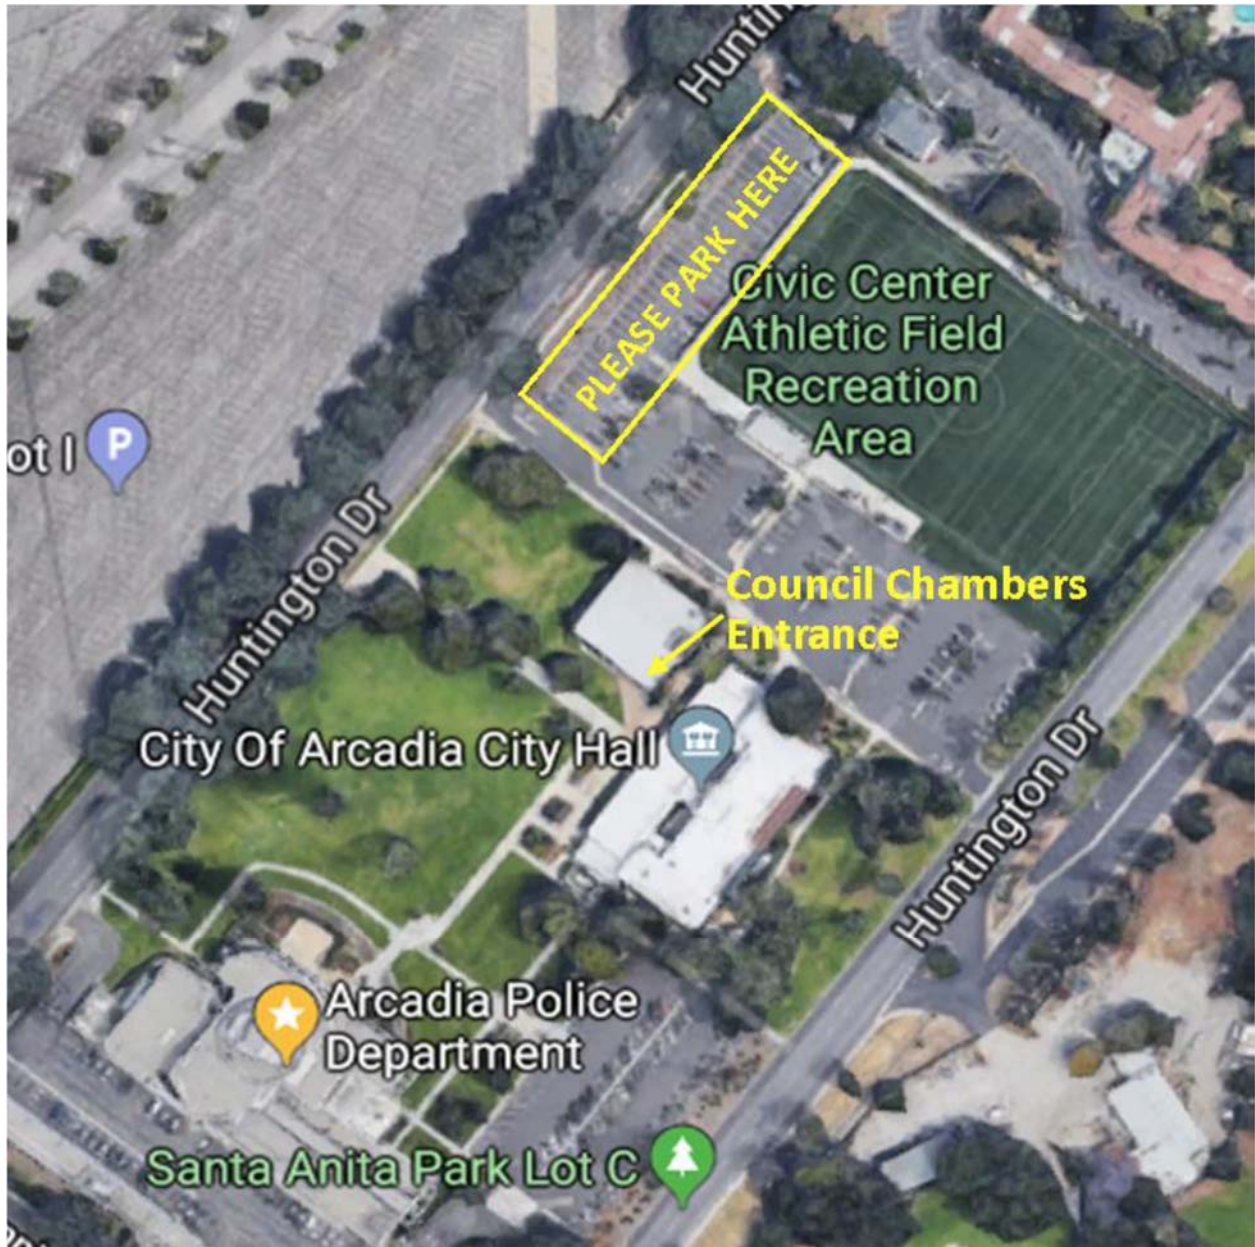 Huntin
PLEASE PARK HERE
Civic Center
Athletic Field
Recreation
Area
ot I
P
Huntington Dr
Council Chambers
Entrance
City Of Arcadia City Hall
Huntington Dr
Arcadia Police
Department
Santa Anita Park Lot C